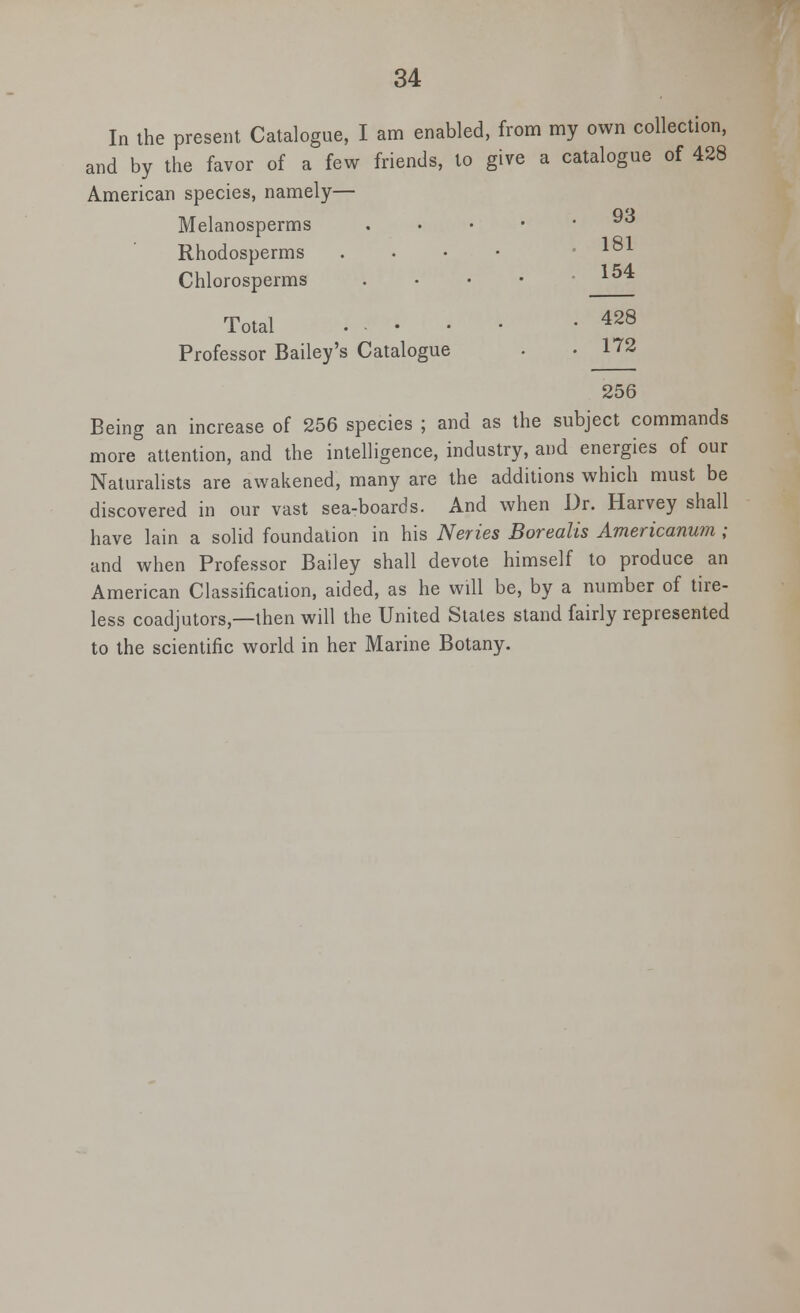 34
In the present Catalogue, I am enabled, from my own collection,
and by the favor of a few friends, to give a catalogue of 428
American species, namely—
Melanosperms . . . . . 93
Rhodosperms . . . . . 181
Chlorosperms . . . . . 154
Total . . . . . 428
Professor Bailey's Catalogue . . 172
256
Being an increase of 256 species ; and as the subject commands
more attention, and the intelligence, industry, and energies of our
Naturalists are awakened, many are the additions which must be
discovered in our vast sea-boards. And when Dr. Harvey shall
have lain a solid foundation in his Neries Borealis Americanum ;
and when Professor Bailey shall devote himself to produce an
American Classification, aided, as he will be, by a number of tire-
less coadjutors,—then will the United States stand fairly represented
to the scientific world in her Marine Botany.